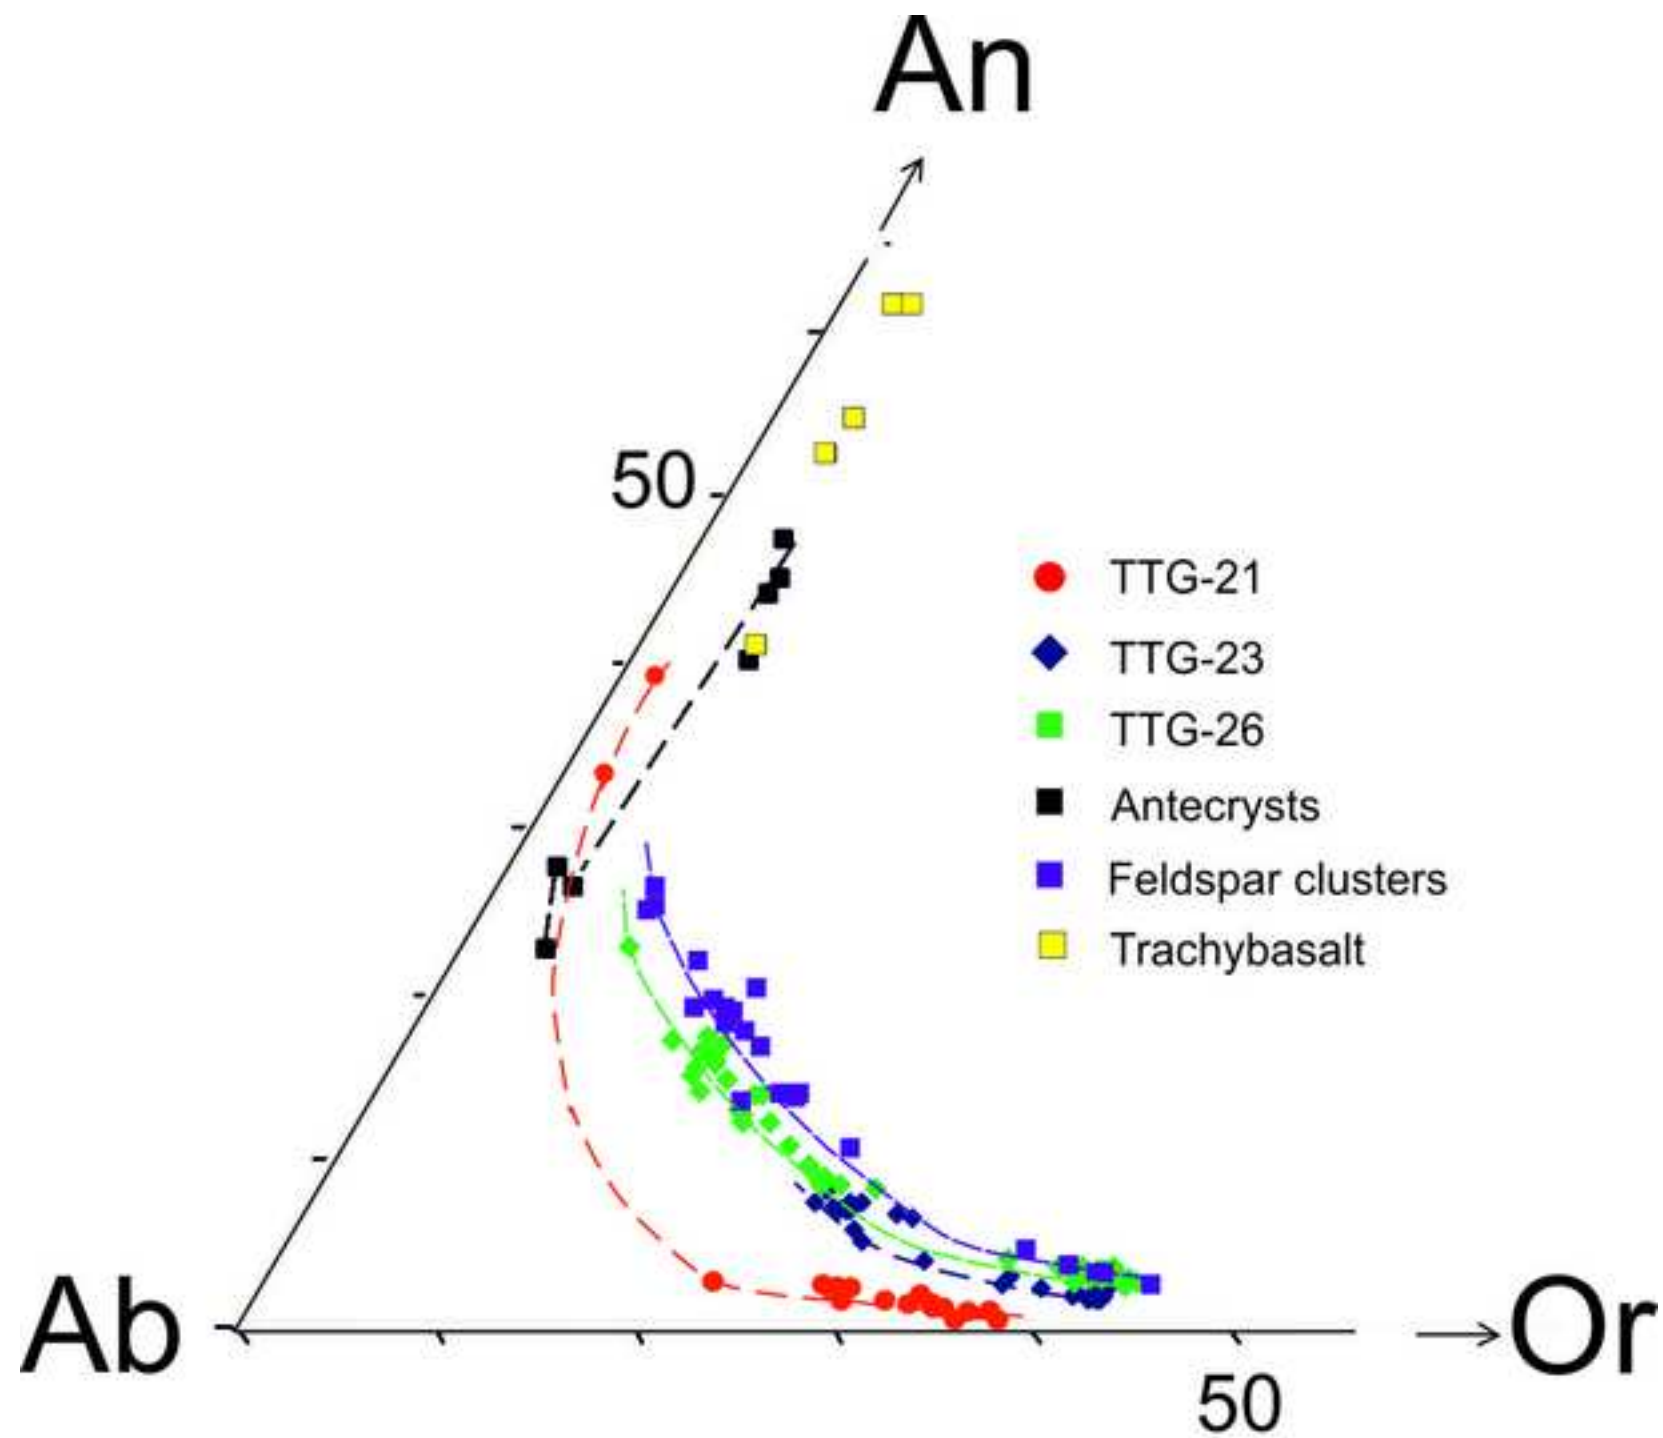 An
50
TTG-21
TTG-23
TTG-26
Antecrysts
Feldspar clusters
Trachybasalt
Ab
Or
50